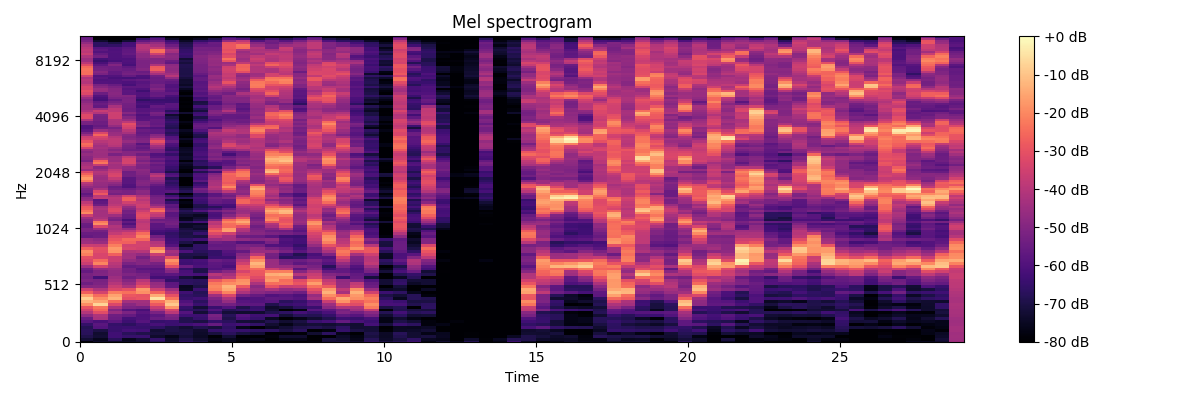 Mel spectrogram
8192
4096
2048
1024
512
0
Hz
0 5 10 15 20 25
Time
+0 dB
-10 dB
-20 dB
-30 dB
-40 dB
-50 dB
-60 dB
-70 dB
-80 dB